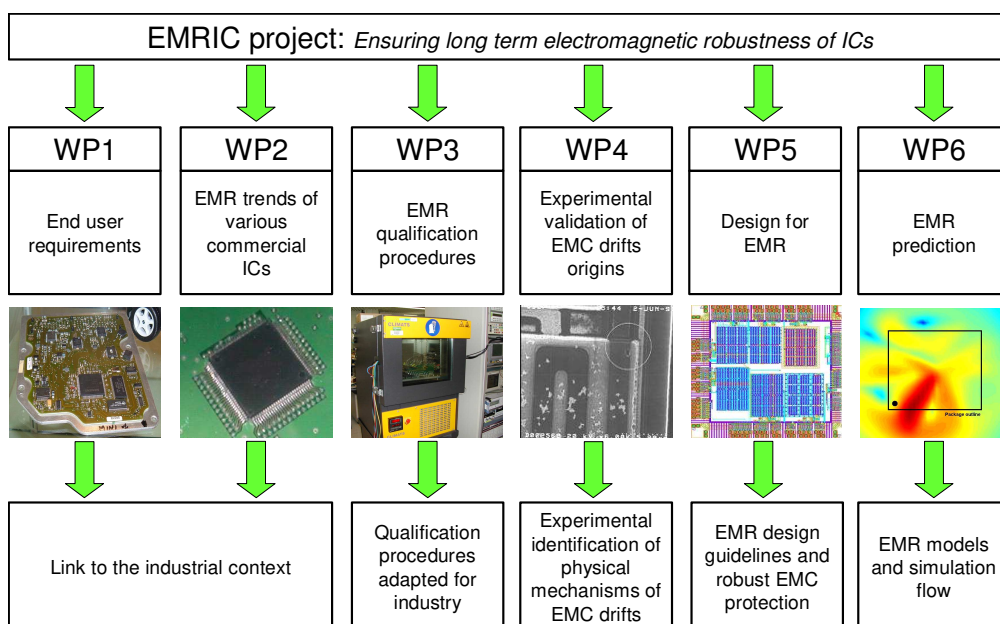 EMRIC project: Ensuring long term electromagnetic robustness of ICs
WP1
WP2
WP3
WP4
WP5
WP6
End user
requirements
EMR trends of
various
commercial
ICs
EMR
qualification
procedures
Experimental
validation of
EMC drifts
origins
Design for
EMR
EMR
prediction
Package outline
Link to the industrial context
Qualification
procedures
adapted for
industry
Experimental
identification of
physical
mechanisms of
EMC drifts
EMR design
guidelines and
robust EMC
protection
EMR models
and simulation
flow